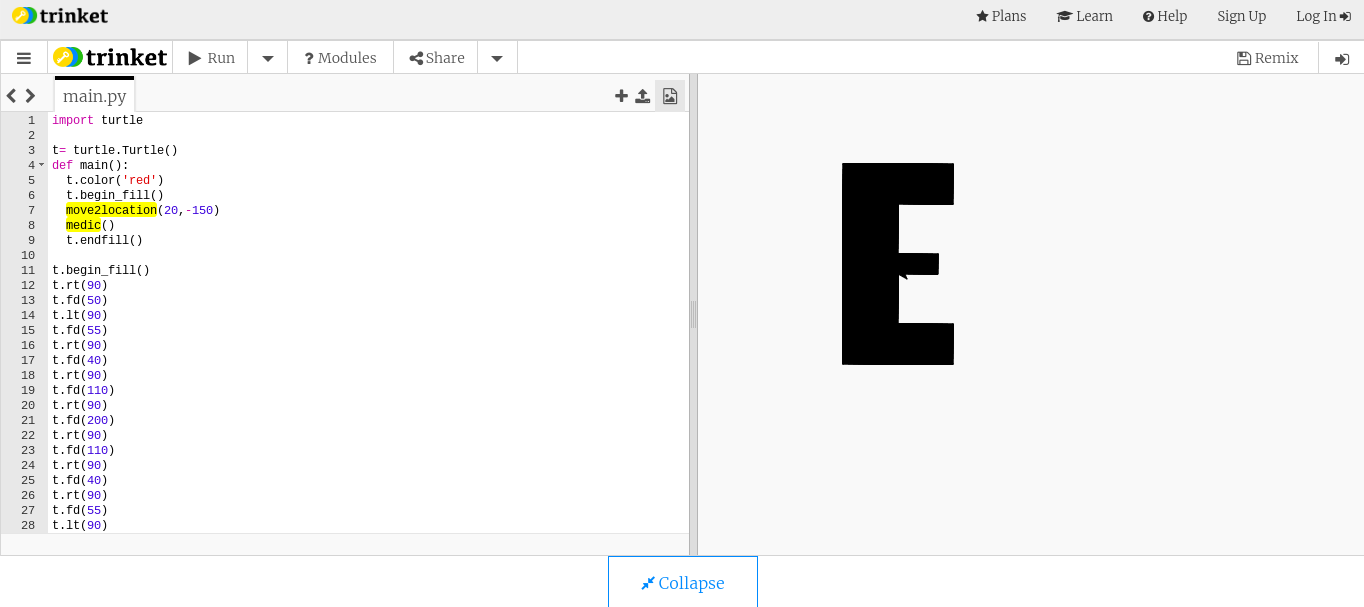 trinket Plans Learn Help Sign Up Log In
trinket Run ? Modules Share Remix
main.py
1 import turtle
2
3 t= turtle.Turtle()
4 def main():
5 t.color('red')
6 t.begin_fill()
7 move2location(20,-150)
8 medic()
9 t.endfill()
10
11 t.begin_fill()
12 t.rt(90)
13 t.fd(50)
14 t.lt(90)
15 t.fd(55)
16 t.rt(90)
17 t.fd(40)
18 t.rt(90)
19 t.fd(110)
20 t.rt(90)
21 t.fd(200)
22 t.rt(90)
23 t.fd(110)
24 t.rt(90)
25 t.fd(40)
26 t.rt(90)
27 t.fd(55)
28 t.lt(90)
E
Collapse